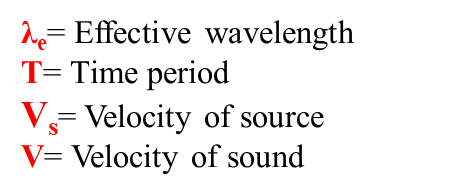 λe= Effective wavelength
T= Time period
Vs= Velocity of source
V= Velocity of sound